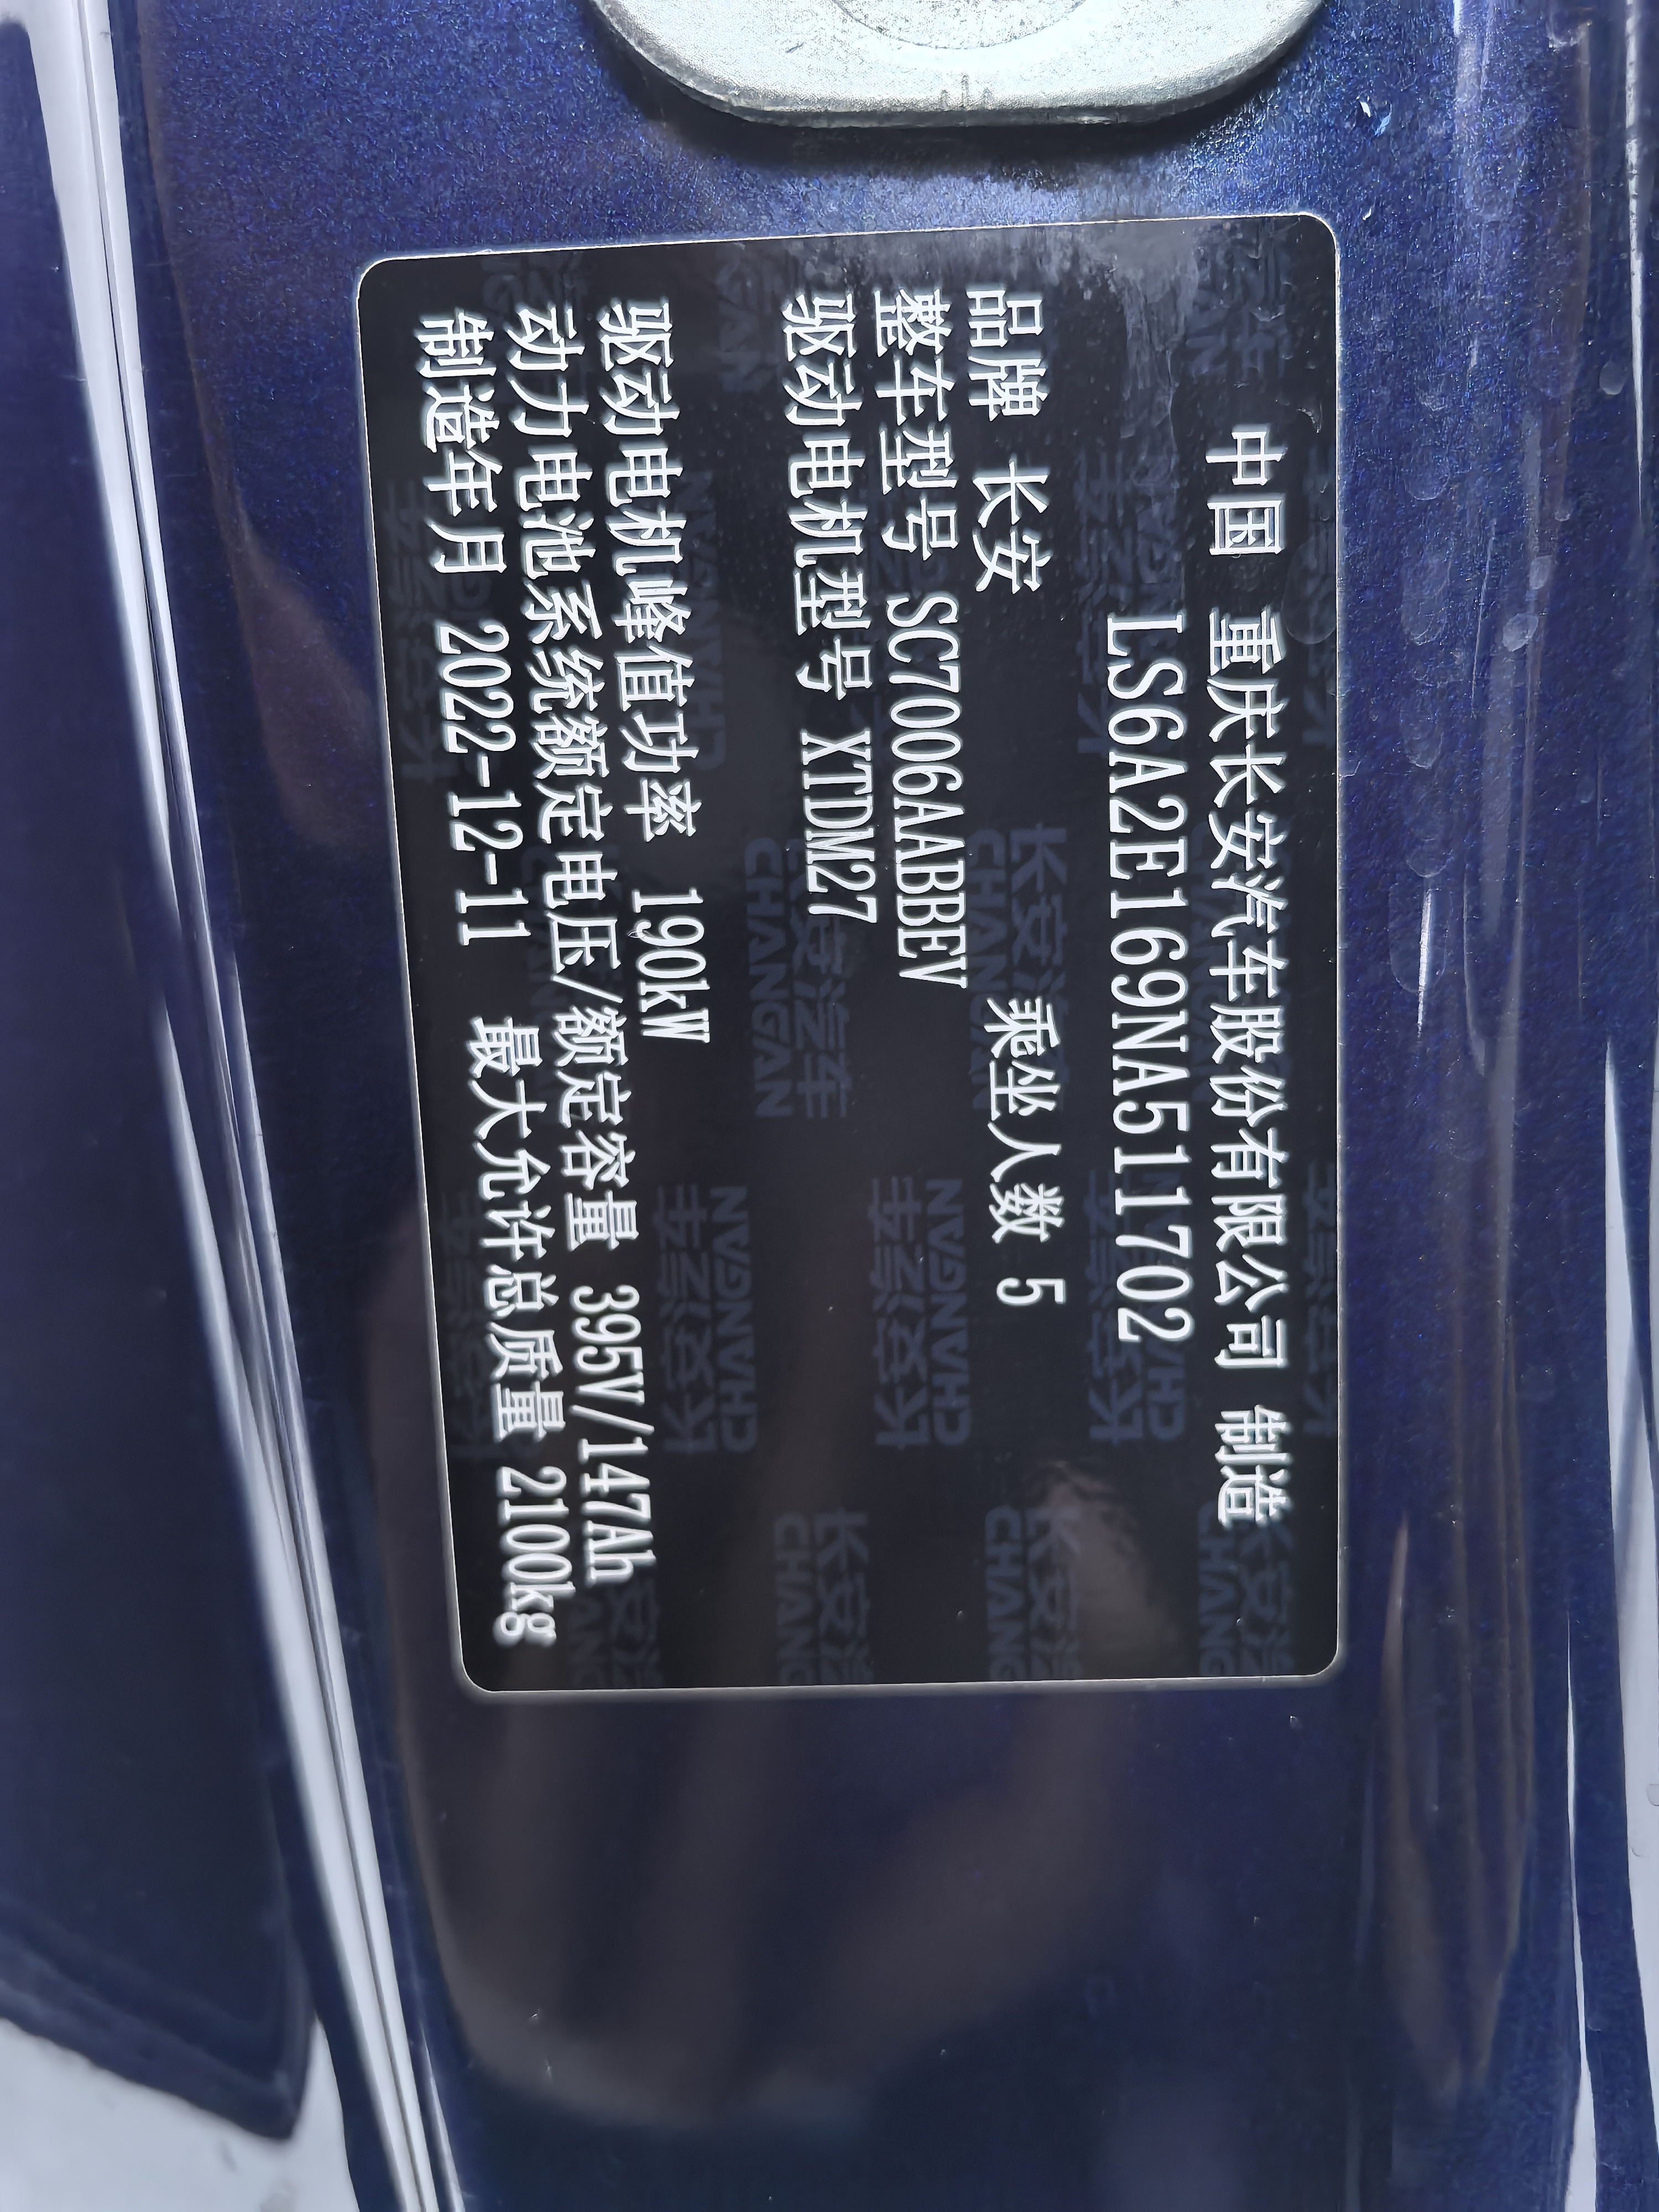 中国 重庆长安汽车股份有限公司 制造
LS6A2E169NA511702
品牌 长安 乘坐人数 5
整车型号 SC7006AABBEV
驱动电机型号 XTDM27
驱动电机峰值功率 190kW
动力电池系统额定电压/额定容量 395V/147Ah
制造年月 2022-12-11 最大允许总质量 2100kg